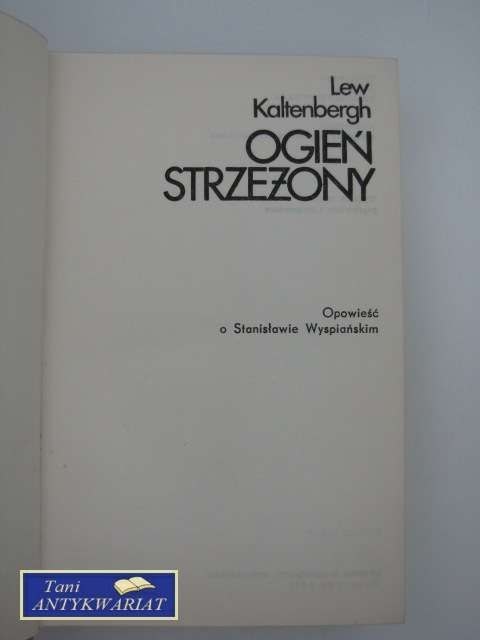 Lew
Kaltenbergh
OGIEŃ
STRZEŻONY
Opowieść
o Stanisławie Wyspiańskim
Tani
ANTYKWARIAT